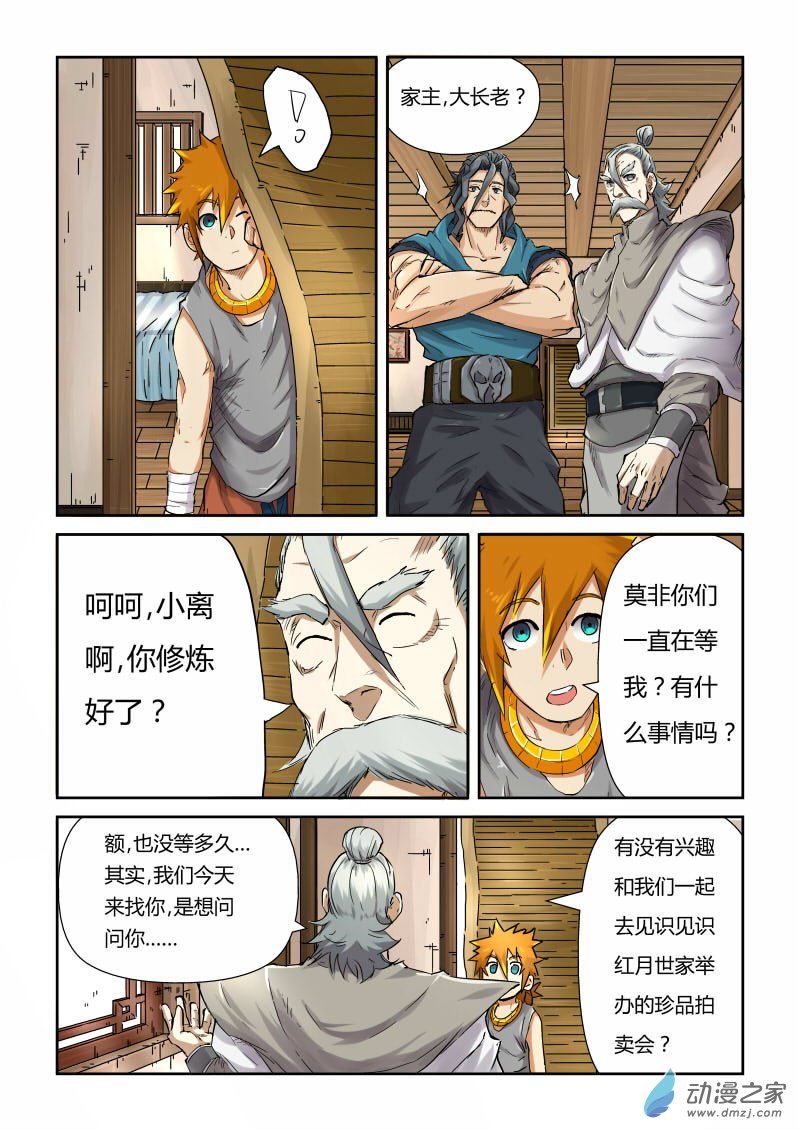 ！
家主，大长老？
呵呵，小离
啊，你修炼
好了？
莫非你们
一直在等
我？有什
么事情吗？
额，也没等多久…
其实，我们今天
来找你，是想问
问你……
有没有兴趣
和我们一起
去见识见识
红月世家举
办的珍品拍
卖会？
动漫之家
www.dmzj.com